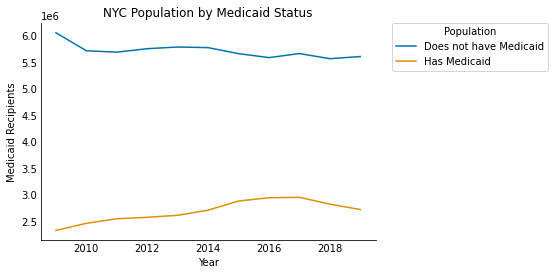 NYC Population by Medicaid Status
1e6
6.0
5.5
5.0
4.5
4.0
3.5
3.0
2.5
Medicaid Recipients
2010 2012 2014 2016 2018
Year
Population
Does not have Medicaid
Has Medicaid